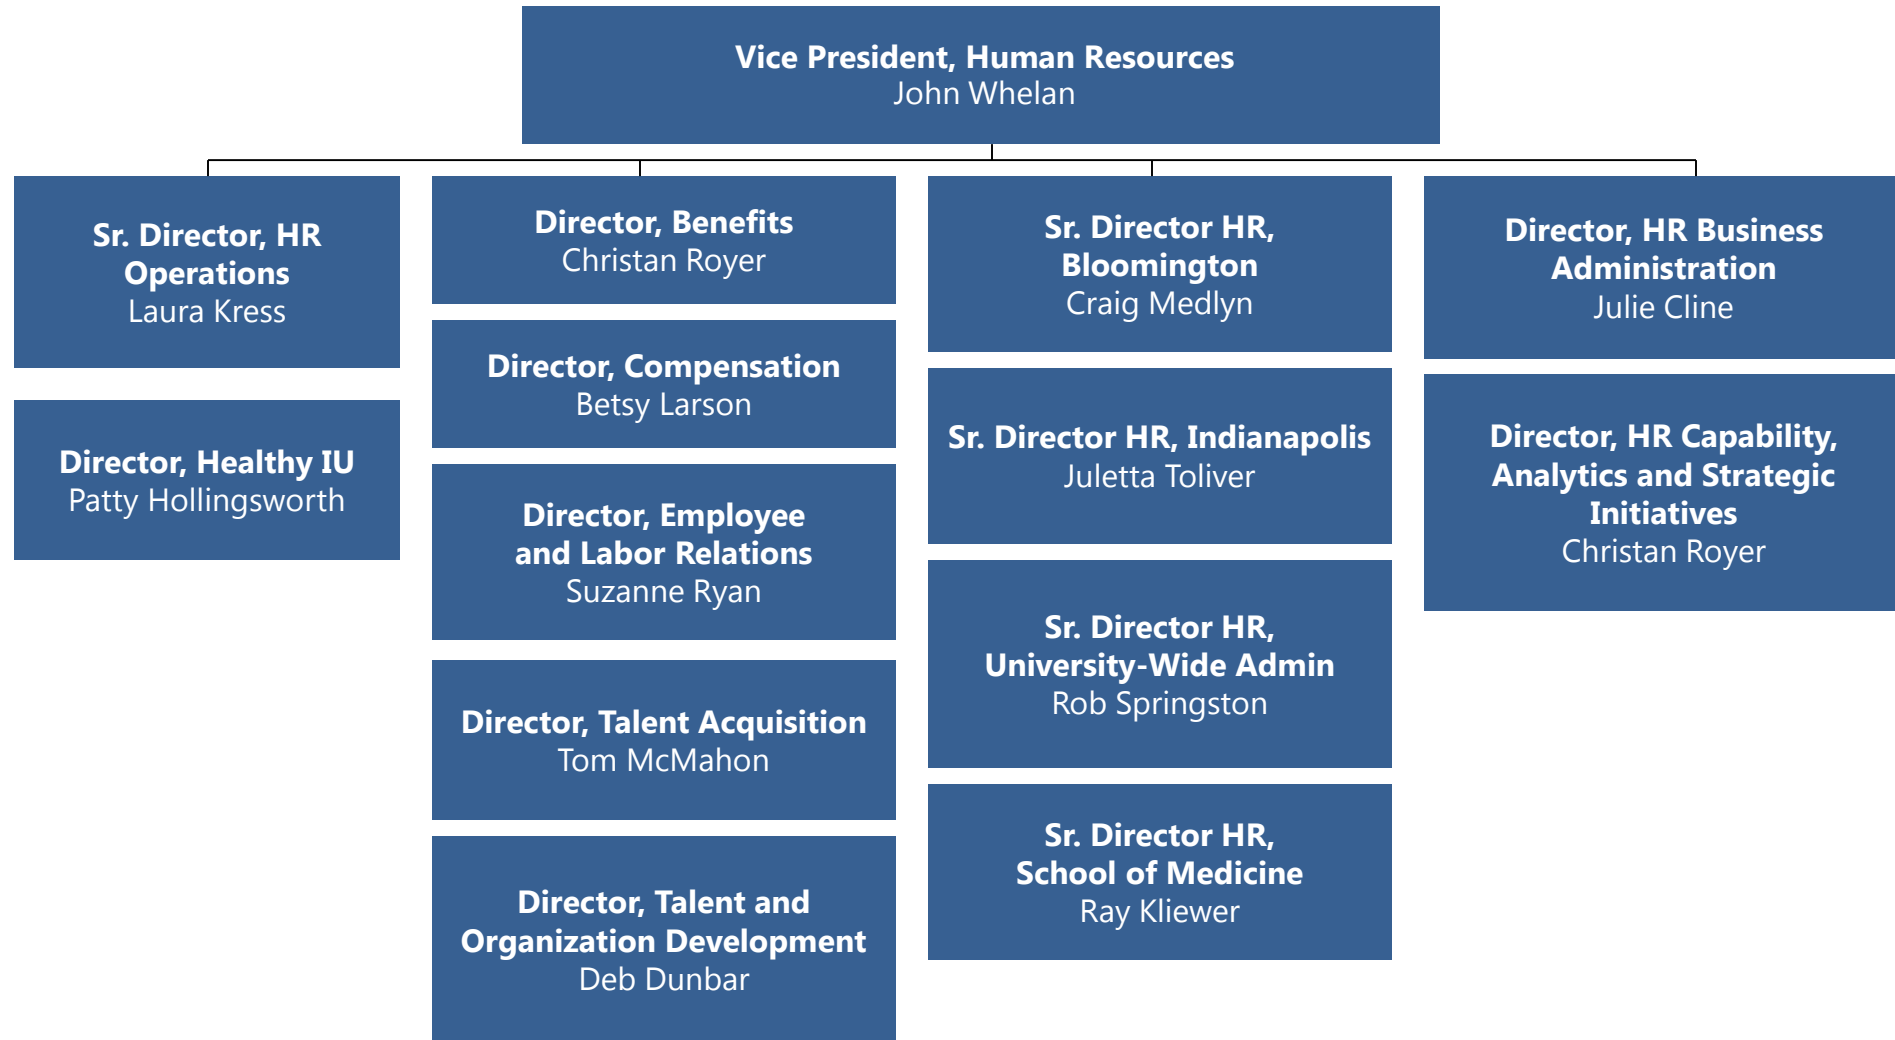 Vice President, Human Resources
John Whelan
Sr. Director, HR
Operations
Laura Kress
Director, Healthy IU
Patty Hollingsworth
Director, Benefits
Christan Royer
Director, Compensation
Betsy Larson
Director, Employee
and Labor Relations
Suzanne Ryan
Director, Talent Acquisition
Tom McMahon
Director, Talent and
Organization Development
Deb Dunbar
Sr. Director HR,
Bloomington
Craig Medlyn
Sr. Director HR, Indianapolis
Juletta Toliver
Sr. Director HR,
University-Wide Admin
Rob Springston
Sr. Director HR,
School of Medicine
Ray Kliewer
Director, HR Business
Administration
Julie Cline
Director, HR Capability,
Analytics and Strategic
Initiatives
Christan Royer